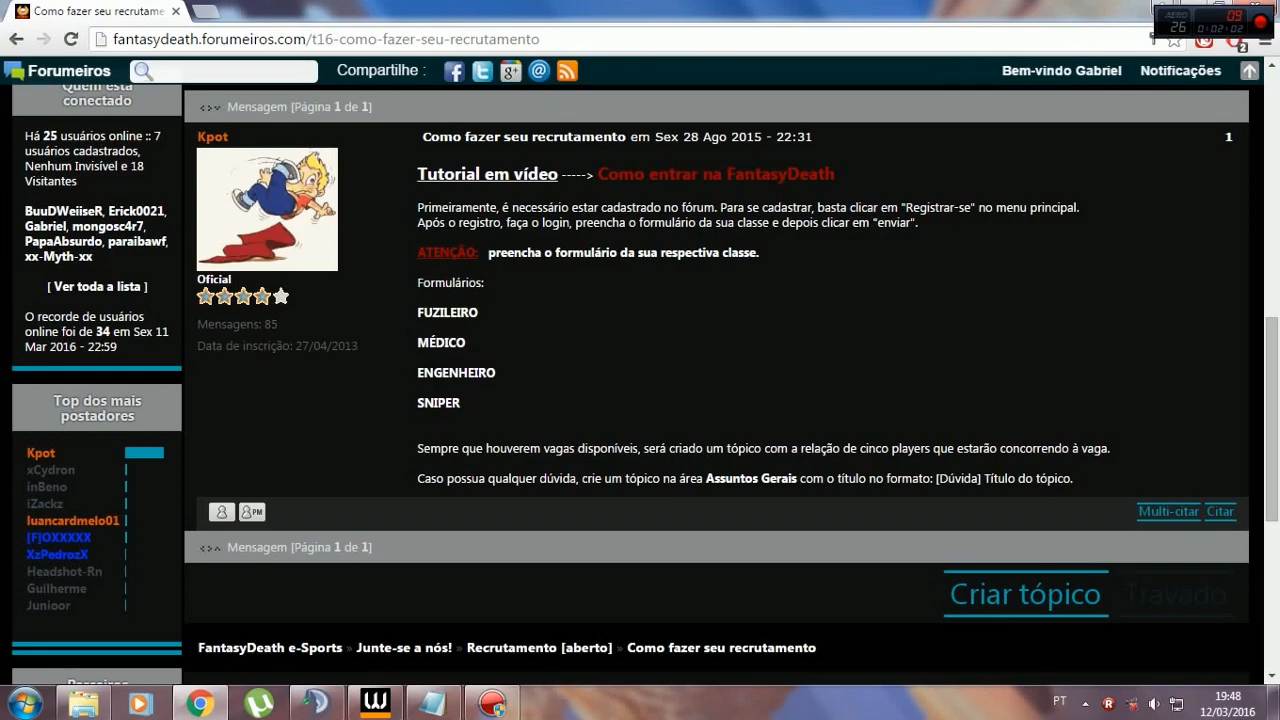 Como fazer seu recrutame
AERO
26
09
0:02:02
fantasydeath.forumeiros.com/t16-como-fazer-seu-
2
Forumeiros
Compartilhe :
Bem-vindo Gabriel
Notificações
Quem está
conectado
Há 25 usuários online :: 7
usuários cadastrados,
Nenhum Invisível e 18
Visitantes
BuuDWeiiseR, Erick0021,
Gabriel, mongosc4r7,
PapaAbsurdo, paraibawf,
xx-Myth-xx
[ Ver toda a lista ]
O recorde de usuários
online foi de 34 em Sex 11
Mar 2016 - 22:59
Top dos mais
postadores
Kpot
xCydron
inBeno
iZackz
luancardmelo01
[F]OXXXXX
XzPedrozX
Headshot-Rn
Guilherme
Junioor
Parceiros
Mensagem [Página 1 de 1]
Kpot
Oficial
Mensagens: 85
Data de inscrição: 27/04/2013
Como fazer seu recrutamento em Sex 28 Ago 2015 - 22:31
1
Tutorial em vídeo -----> Como entrar na FantasyDeath
Primeiramente, é necessário estar cadastrado no fórum. Para se cadastrar, basta clicar em "Registrar-se" no menu principal.
Após o registro, faça o login, preencha o formulário da sua classe e depois clicar em "enviar".
ATENÇÃO: preencha o formulário da sua respectiva classe.
Formulários:
FUZILEIRO
MÉDICO
ENGENHEIRO
SNIPER
Sempre que houverem vagas disponíveis, será criado um tópico com a relação de cinco players que estarão concorrendo à vaga.
Caso possua qualquer dúvida, crie um tópico na área Assuntos Gerais com o título no formato: [Dúvida] Título do tópico.
PM
Multi-citar Citar
Mensagem [Página 1 de 1]
Criar tópico Travado
FantasyDeath e-Sports » Junte-se a nós! » Recrutamento [aberto] » Como fazer seu recrutamento
PT
19:48
12/03/2016